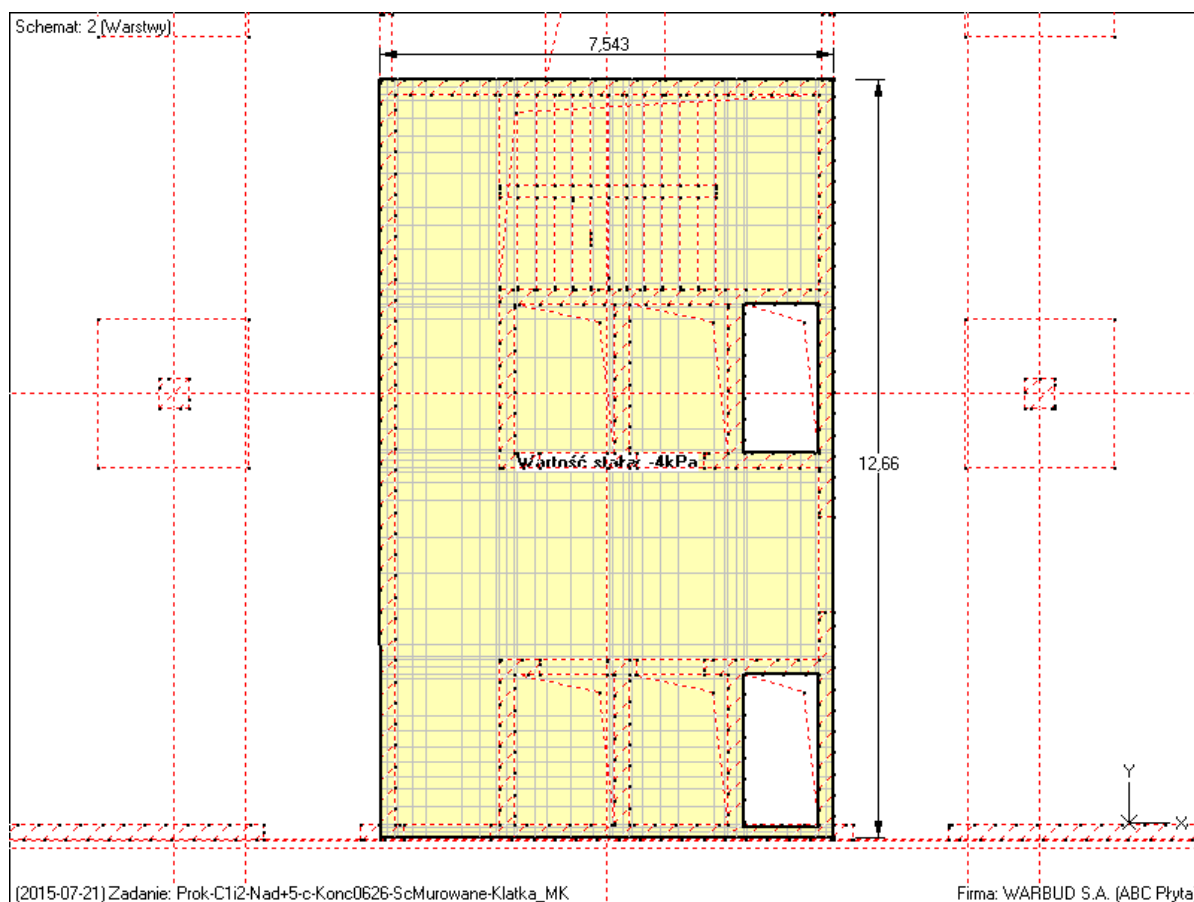 Schemat: 2 (Warstwy)
7,543
Wartość stała: -4kPa
12,66
Y
X
(2015-07-21) Zadanie: Prok-C1i2-Nad+5-c-Konc0626-ScMurowane-Klatka_MK
Firma: WARBUD S.A. (ABC Płyta